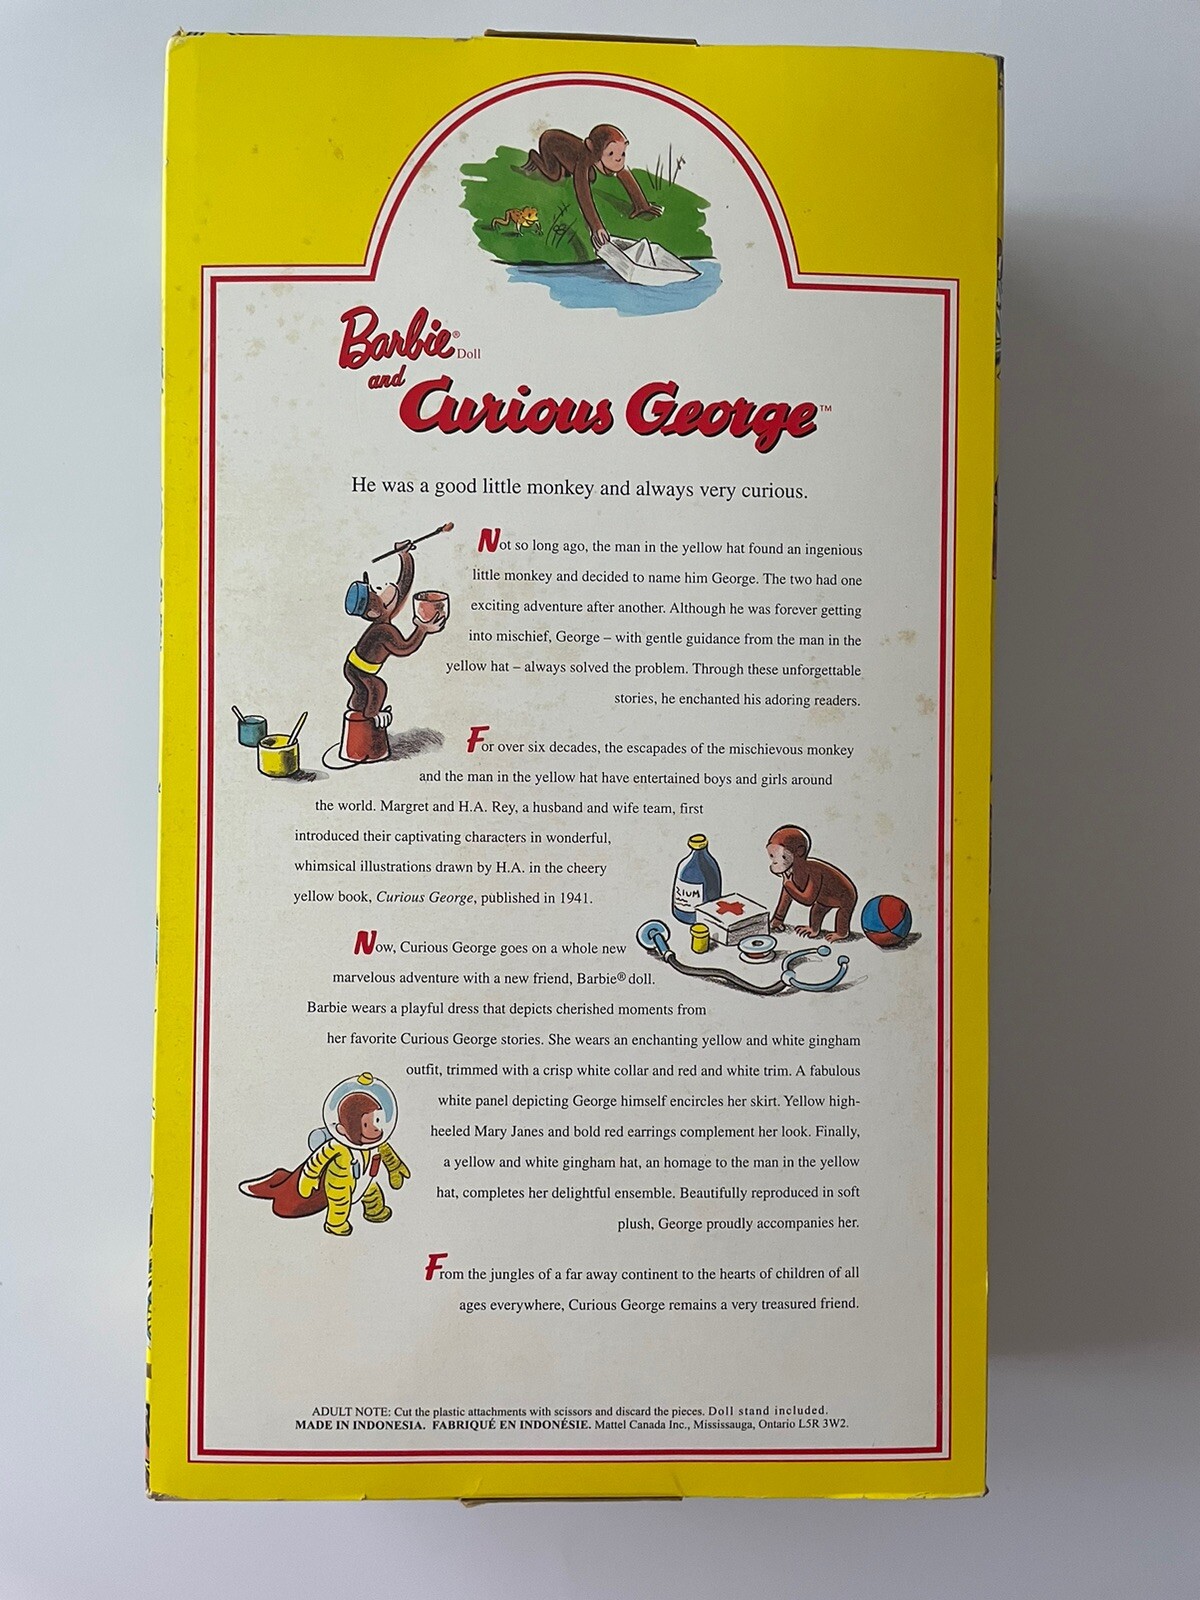 Barbie® Doll
and
Curious George™
He was a good little monkey and always very curious.
Not so long ago, the man in the yellow hat found an ingenious
little monkey and decided to name him George. The two had one
exciting adventure after another. Although he was forever getting
into mischief, George – with gentle guidance from the man in the
yellow hat – always solved the problem. Through these unforgettable
stories, he enchanted his adoring readers.
For over six decades, the escapades of the mischievous monkey
and the man in the yellow hat have entertained boys and girls around
the world. Margret and H.A. Rey, a husband and wife team, first
introduced their captivating characters in wonderful,
whimsical illustrations drawn by H.A. in the cheery
yellow book, Curious George, published in 1941.
Now, Curious George goes on a whole new
marvelous adventure with a new friend, Barbie® doll.
Barbie wears a playful dress that depicts cherished moments from
her favorite Curious George stories. She wears an enchanting yellow and white gingham
outfit, trimmed with a crisp white collar and red and white trim. A fabulous
white panel depicting George himself encircles her skirt. Yellow high-
heeled Mary Janes and bold red earrings complement her look. Finally,
a yellow and white gingham hat, an homage to the man in the yellow
hat, completes her delightful ensemble. Beautifully reproduced in soft
plush, George proudly accompanies her.
From the jungles of a far away continent to the hearts of children of all
ages everywhere, Curious George remains a very treasured friend.
ADULT NOTE: Cut the plastic attachments with scissors and discard the pieces. Doll stand included.
MADE IN INDONESIA. FABRIQUÉ EN INDONÉSIE. Mattel Canada Inc., Mississauga, Ontario L5R 3W2.